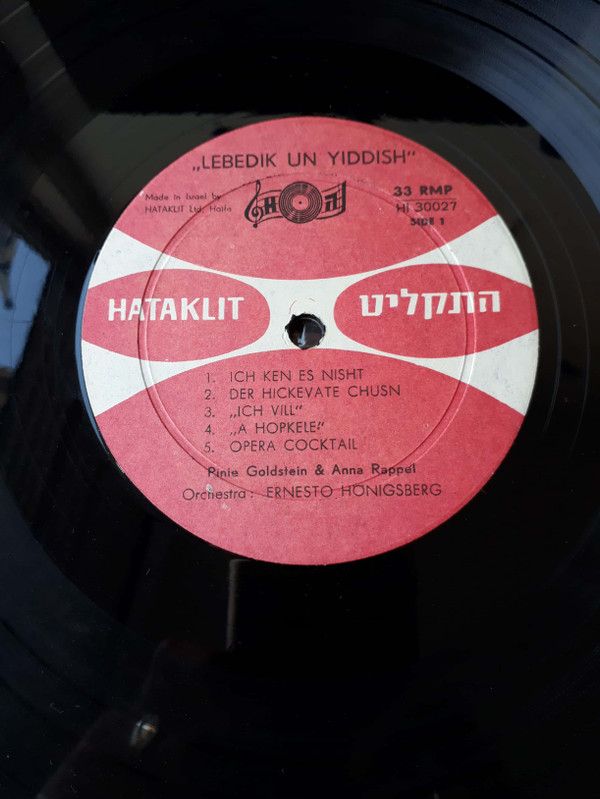 „LEBEDIK UN YIDDISH"
Made in Israel by
HATAKLIT Ltd, Haifa
H ה
33 RMP
HI 30027
SIDE 1
HATAKLIT
התקליט
1. ICH KEN ES NISHT
2. DER HICKEVATE CHUSN
3. „ICH VILL"
4. „A HOPKELE"
5. OPERA COCKTAIL
Pinie Goldstein & Anna Rappel
Orchestra: ERNESTO HONIGSBERG